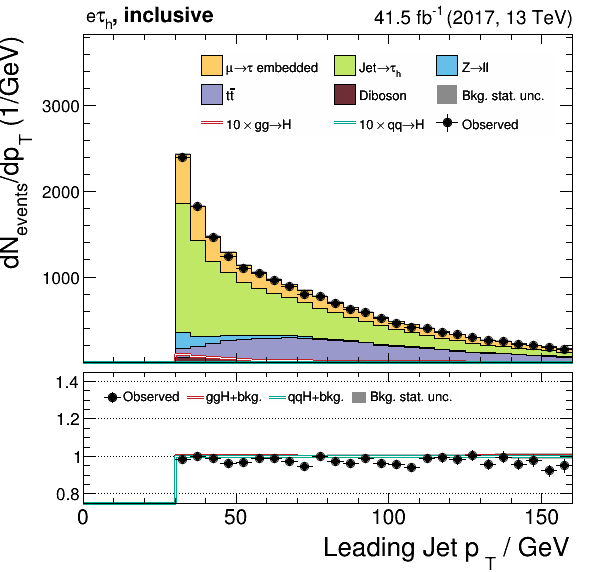 eτh, inclusive 41.5 fb⁻¹ (2017, 13 TeV)
μ→τ embedded Jet→τh Z→ll
tt̄ Diboson Bkg. stat. unc.
10 × gg→H 10 × qq→H Observed
dNevents/dpT (1/GeV)
3000
2000
1000
Observed ggH+bkg. qqH+bkg. Bkg. stat. unc.
1.4
1.2
1
0.8
0 50 100 150
Leading Jet pT / GeV